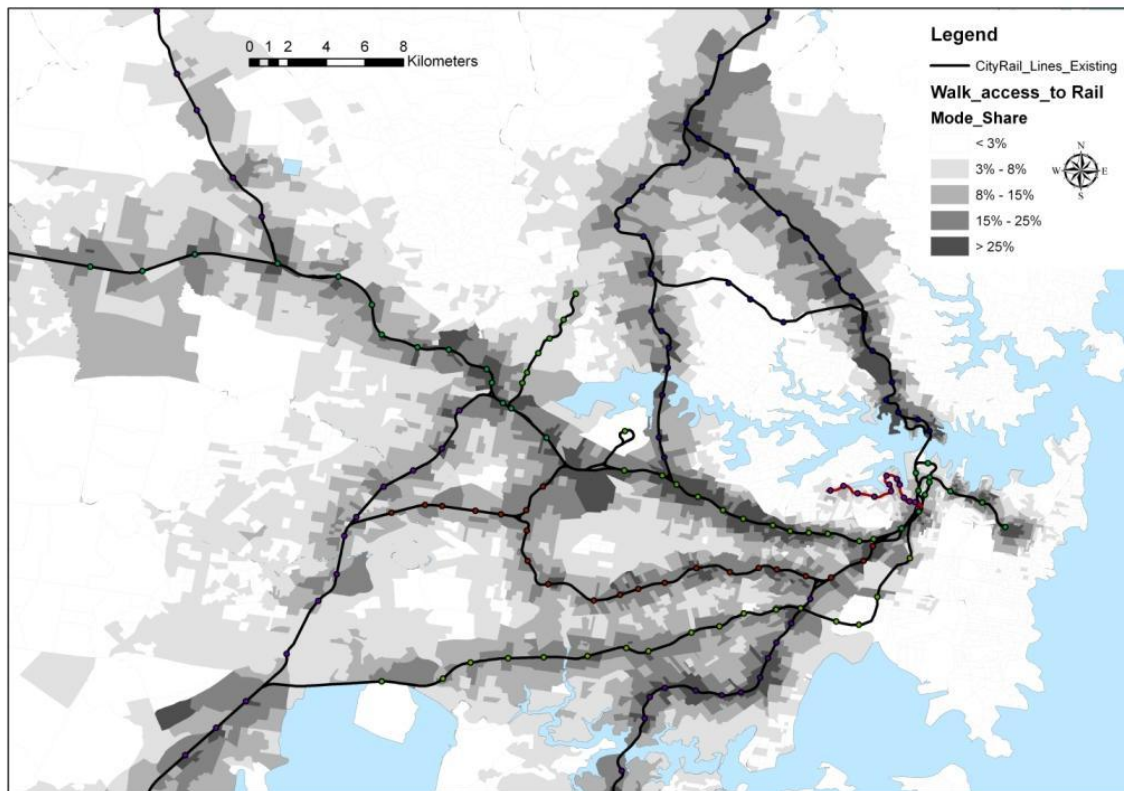 0 1 2 4 6 8
Kilometers
Legend
CityRail_Lines_Existing
Walk_access_to Rail
Mode_Share
< 3%
3% - 8%
8% - 15%
15% - 25%
> 25%
N
W E
S